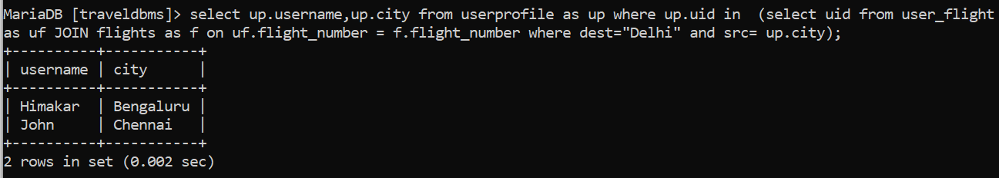 MariaDB [traveldbms]> select up.username,up.city from userprofile as up where up.uid in  (select uid from user_flight
as uf JOIN flights as f on uf.flight_number = f.flight_number where dest="Delhi" and src= up.city);
+----------+-----------+
| username | city      |
+----------+-----------+
| Himakar  | Bengaluru |
| John     | Chennai   |
+----------+-----------+
2 rows in set (0.002 sec)